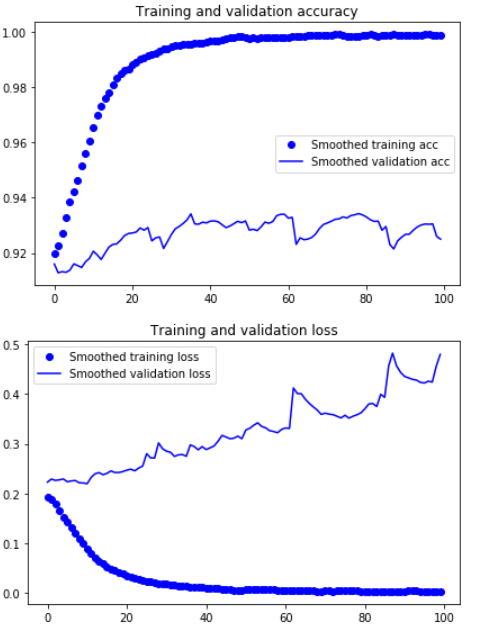 Training and validation accuracy
1.00
0.98
0.96
0.94
0.92
Smoothed training acc
Smoothed validation acc
0 20 40 60 80 100
Training and validation loss
0.5
0.4
0.3
0.2
0.1
0.0
Smoothed training loss
Smoothed validation loss
0 20 40 60 80 100